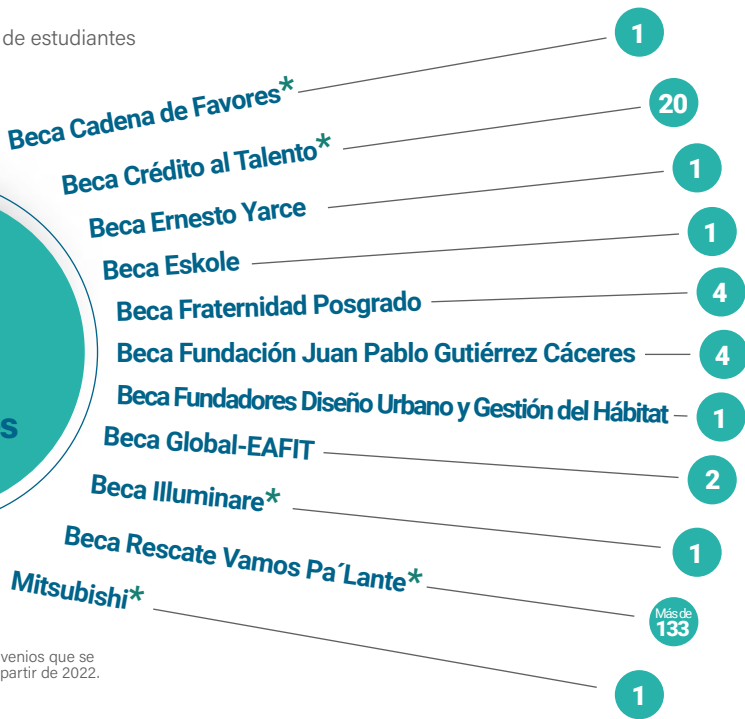 de estudiantes
Beca Cadena de Favores* 1
Beca Crédito al Talento* 20
Beca Ernesto Yarce 1
Beca Eskole 1
Beca Fraternidad Posgrado 4
Beca Fundación Juan Pablo Gutiérrez Cáceres 4
Beca Fundadores Diseño Urbano y Gestión del Hábitat 1
Beca Global-EAFIT 2
Beca Illuminare* 1
Beca Rescate Vamos Pa´Lante* Más de 133
Mitsubishi* 1
s
venios que se
partir de 2022.